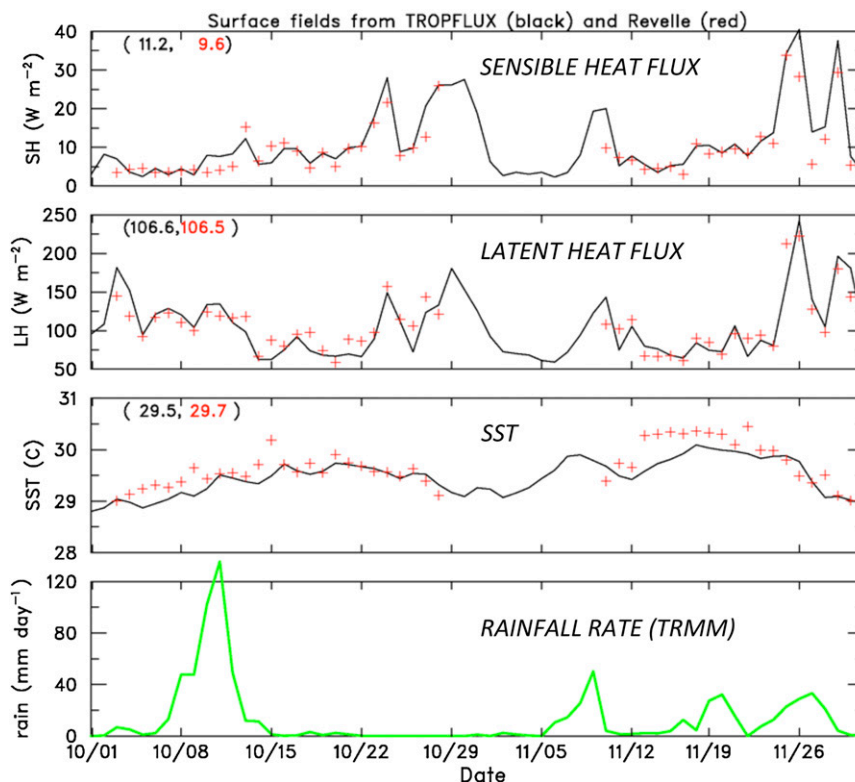 Surface fields from TROPFLUX (black) and Revelle (red)
40
30
20
10
0
SH (W m⁻²)
( 11.2, 9.6)
SENSIBLE HEAT FLUX
250
200
150
100
50
LH (W m⁻²)
(106.6,106.5 )
LATENT HEAT FLUX
31
30
29
28
SST (C)
( 29.5, 29.7 )
SST
120
80
40
0
rain (mm day⁻¹)
RAINFALL RATE (TRMM)
10/01 10/08 10/15 10/22 10/29 11/05 11/12 11/19 11/26
Date